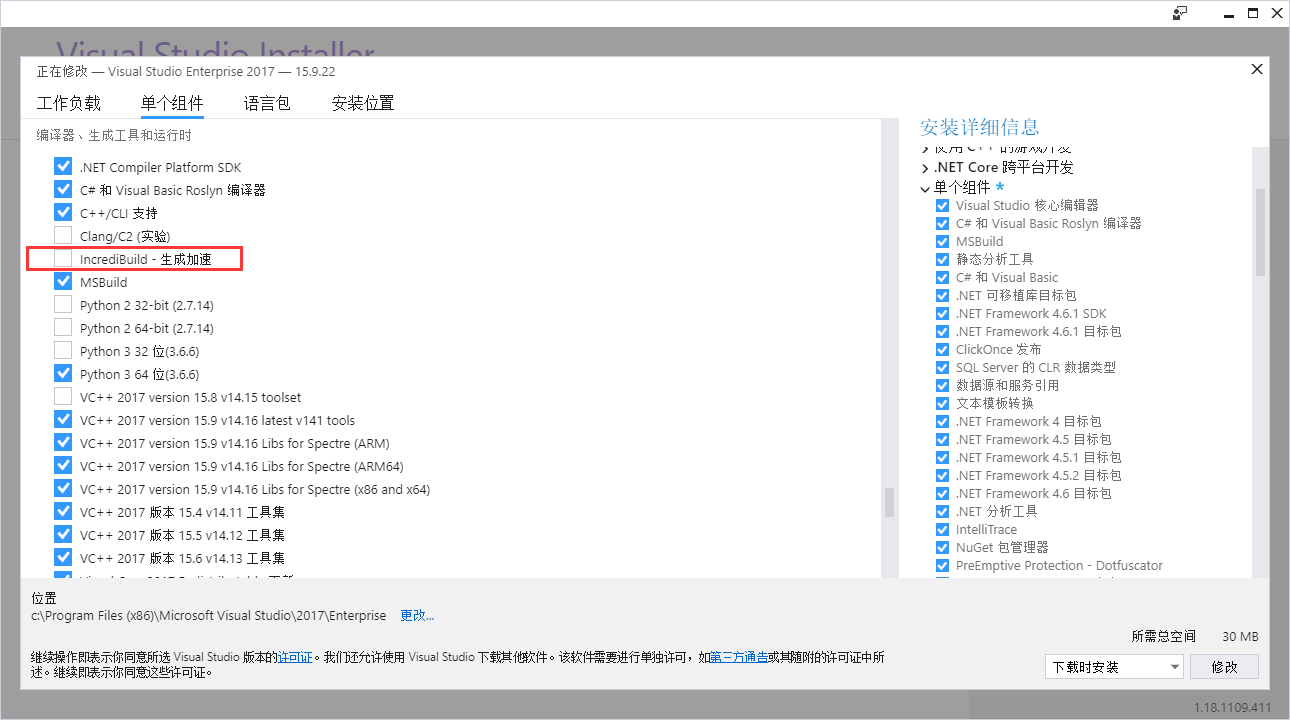 Visual Studio Installer
正在修改 — Visual Studio Enterprise 2017 — 15.9.22
工作负载 单个组件 语言包 安装位置
编译器、生成工具和运行时
.NET Compiler Platform SDK
C# 和 Visual Basic Roslyn 编译器
C++/CLI 支持
Clang/C2 (实验)
IncrediBuild - 生成加速
MSBuild
Python 2 32-bit (2.7.14)
Python 2 64-bit (2.7.14)
Python 3 32 位(3.6.6)
Python 3 64 位(3.6.6)
VC++ 2017 version 15.8 v14.15 toolset
VC++ 2017 version 15.9 v14.16 latest v141 tools
VC++ 2017 version 15.9 v14.16 Libs for Spectre (ARM)
VC++ 2017 version 15.9 v14.16 Libs for Spectre (ARM64)
VC++ 2017 version 15.9 v14.16 Libs for Spectre (x86 and x64)
VC++ 2017 版本 15.4 v14.11 工具集
VC++ 2017 版本 15.5 v14.12 工具集
VC++ 2017 版本 15.6 v14.13 工具集
安装详细信息
使用 C++ 的游戏开发
.NET Core 跨平台开发
单个组件 *
Visual Studio 核心编辑器
C# 和 Visual Basic Roslyn 编译器
MSBuild
静态分析工具
C# 和 Visual Basic
.NET 可移植库目标包
.NET Framework 4.6.1 SDK
.NET Framework 4.6.1 目标包
ClickOnce 发布
SQL Server 的 CLR 数据类型
数据源和服务引用
文本模板转换
.NET Framework 4 目标包
.NET Framework 4.5 目标包
.NET Framework 4.5.1 目标包
.NET Framework 4.5.2 目标包
.NET Framework 4.6 目标包
.NET 分析工具
IntelliTrace
NuGet 包管理器
PreEmptive Protection - Dotfuscator
位置
c:\Program Files (x86)\Microsoft Visual Studio\2017\Enterprise 更改...
所需总空间 30 MB
继续操作即表示你同意所选 Visual Studio 版本的许可证。我们还允许使用 Visual Studio 下载其他软件。该软件需要进行单独许可，如第三方通告或其随附的许可证中所
述。继续即表示你同意这些许可证。
下载时安装 修改
1.18.1109.411